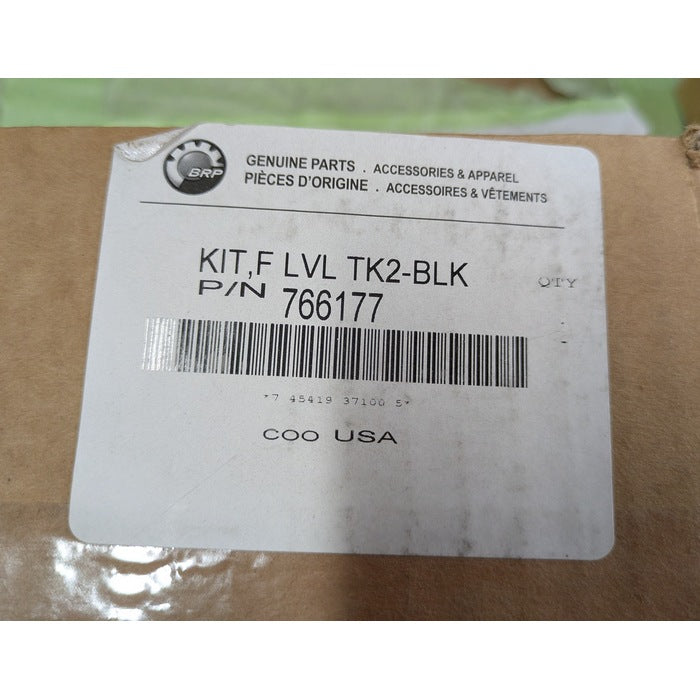 BRP
GENUINE PARTS . ACCESSORIES & APPAREL
PIÈCES D'ORIGINE . ACCESSOIRES & VÊTEMENTS
KIT,F LVL TK2-BLK
QTY
P/N 766177
*7 45419 37100 5*
COO USA